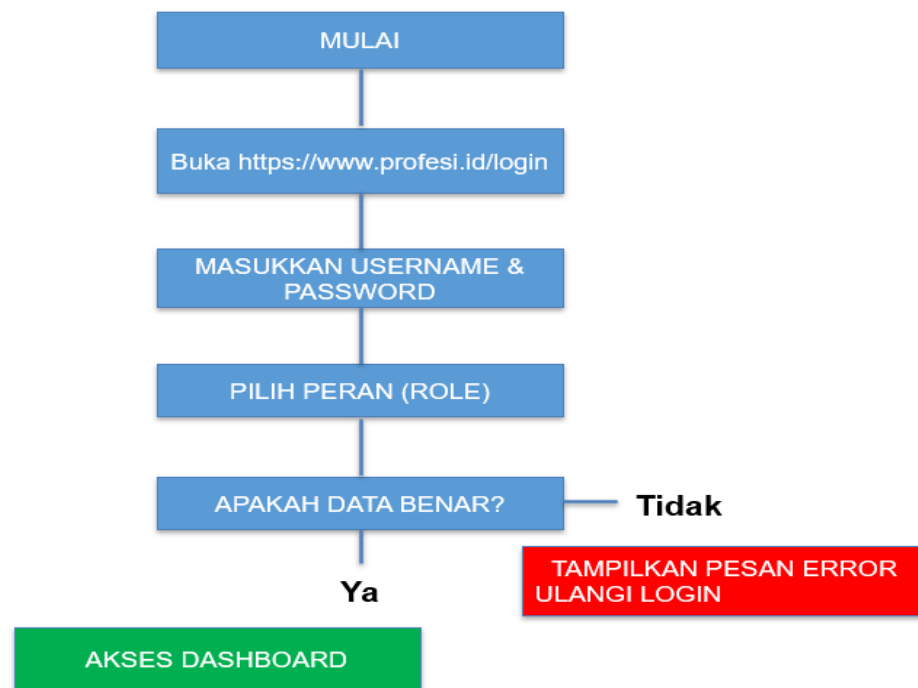 MULAI
Buka https://www.profesi.id/login
MASUKKAN USERNAME &
PASSWORD
PILIH PERAN (ROLE)
APAKAH DATA BENAR?
Tidak
Ya
TAMPILKAN PESAN ERROR
ULANGI LOGIN
AKSES DASHBOARD